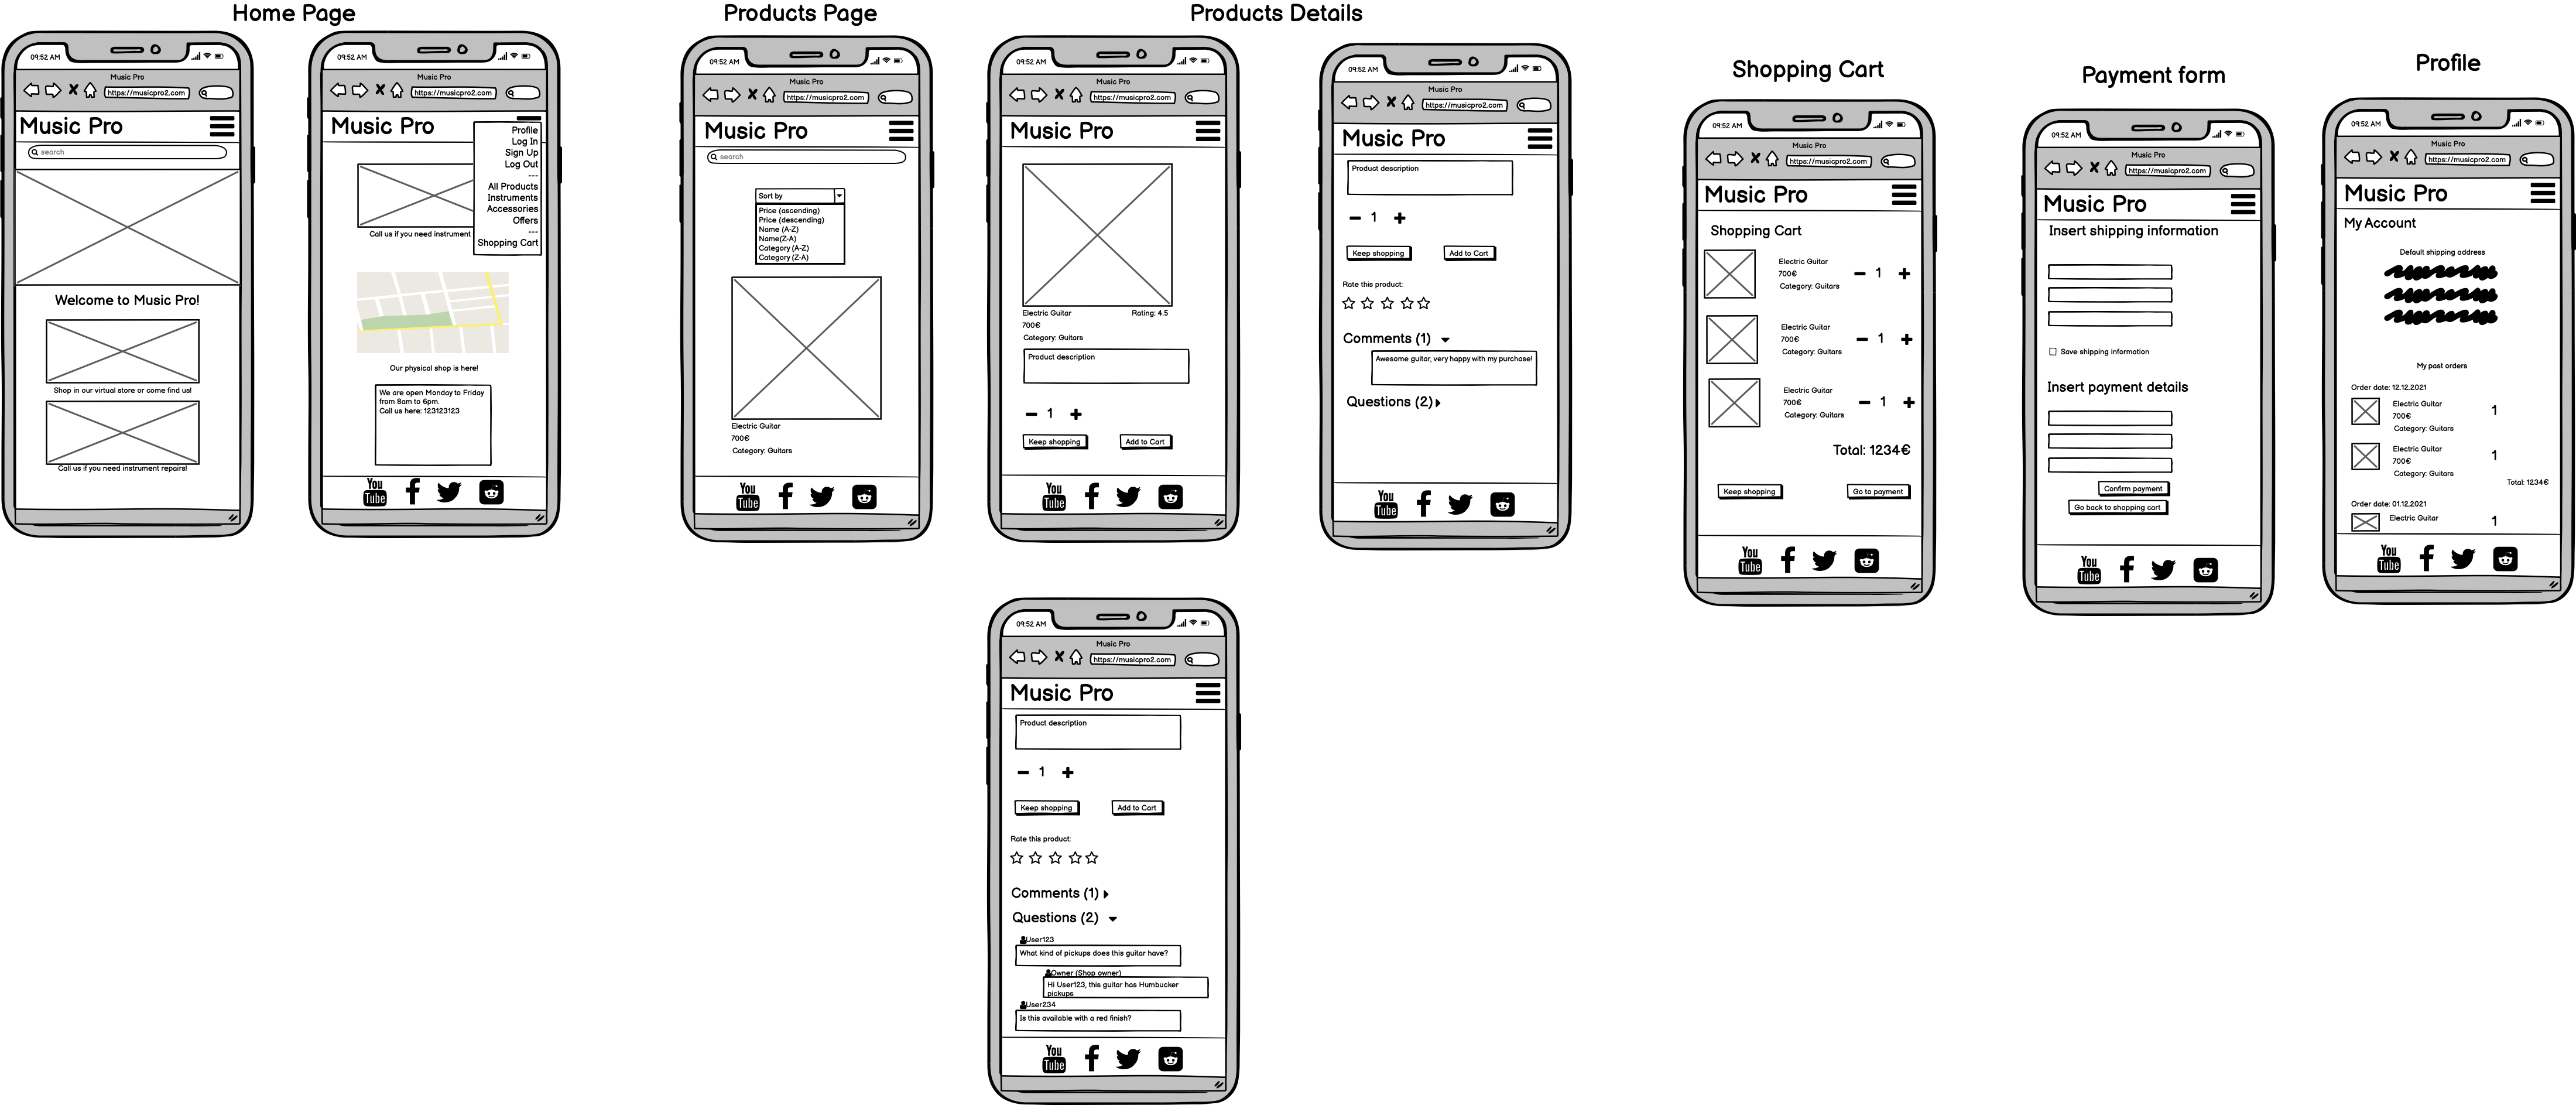 Home Page
09:52 AM
Music Pro
https://musicpro2.com
Music Pro
search
Welcome to Music Pro!
Shop in our virtual store or come find us!
Call us if you need instrument repairs!
09:52 AM
Music Pro
https://musicpro2.com
Music Pro
Profile
Log In
Sign Up
Log Out
---
All Products
Instruments
Accessories
Offers
---
Shopping Cart
Call us if you need instrument
Our physical shop is here!
We are open Monday to Friday
from 8am to 6pm.
Call us here: 123123123
You
Tube
Products Page
09:52 AM
Music Pro
https://musicpro2.com
Music Pro
search
Sort by
Price (ascending)
Price (descending)
Name (A-Z)
Name(Z-A)
Category (A-Z)
Category (Z-A)
Electric Guitar
700€
Category: Guitars
You
Tube
Products Details
09:52 AM
Music Pro
https://musicpro2.com
Music Pro
Electric Guitar
Rating: 4.5
700€
Category: Guitars
Product description
1
Keep shopping
Add to Cart
You
Tube
09:52 AM
Music Pro
https://musicpro2.com
Music Pro
Product description
1
Keep shopping
Add to Cart
Rate this product:
Comments (1)
Awesome guitar, very happy with my purchase!
Questions (2)
You
Tube
09:52 AM
Music Pro
https://musicpro2.com
Music Pro
Product description
1
Keep shopping
Add to Cart
Rate this product:
Comments (1)
Questions (2)
User123
What kind of pickups does this guitar have?
Owner (Shop owner)
Hi User123, this guitar has Humbucker
pickups
User234
Is this available with a red finish?
You
Tube
Shopping Cart
09:52 AM
Music Pro
https://musicpro2.com
Music Pro
Shopping Cart
Electric Guitar
700€
Category: Guitars
1
Electric Guitar
700€
Category: Guitars
1
Electric Guitar
700€
Category: Guitars
1
Total: 1234€
Keep shopping
Go to payment
You
Tube
Payment form
09:52 AM
Music Pro
https://musicpro2.com
Music Pro
Insert shipping information
Save shipping information
Insert payment details
Confirm payment
Go back to shopping cart
You
Tube
Profile
09:52 AM
Music Pro
https://musicpro2.com
Music Pro
My Account
Default shipping address
My past orders
Order date: 12.12.2021
Electric Guitar
700€
Category: Guitars
1
Electric Guitar
700€
Category: Guitars
1
Total: 1234€
Order date: 01.12.2021
Electric Guitar
1
You
Tube